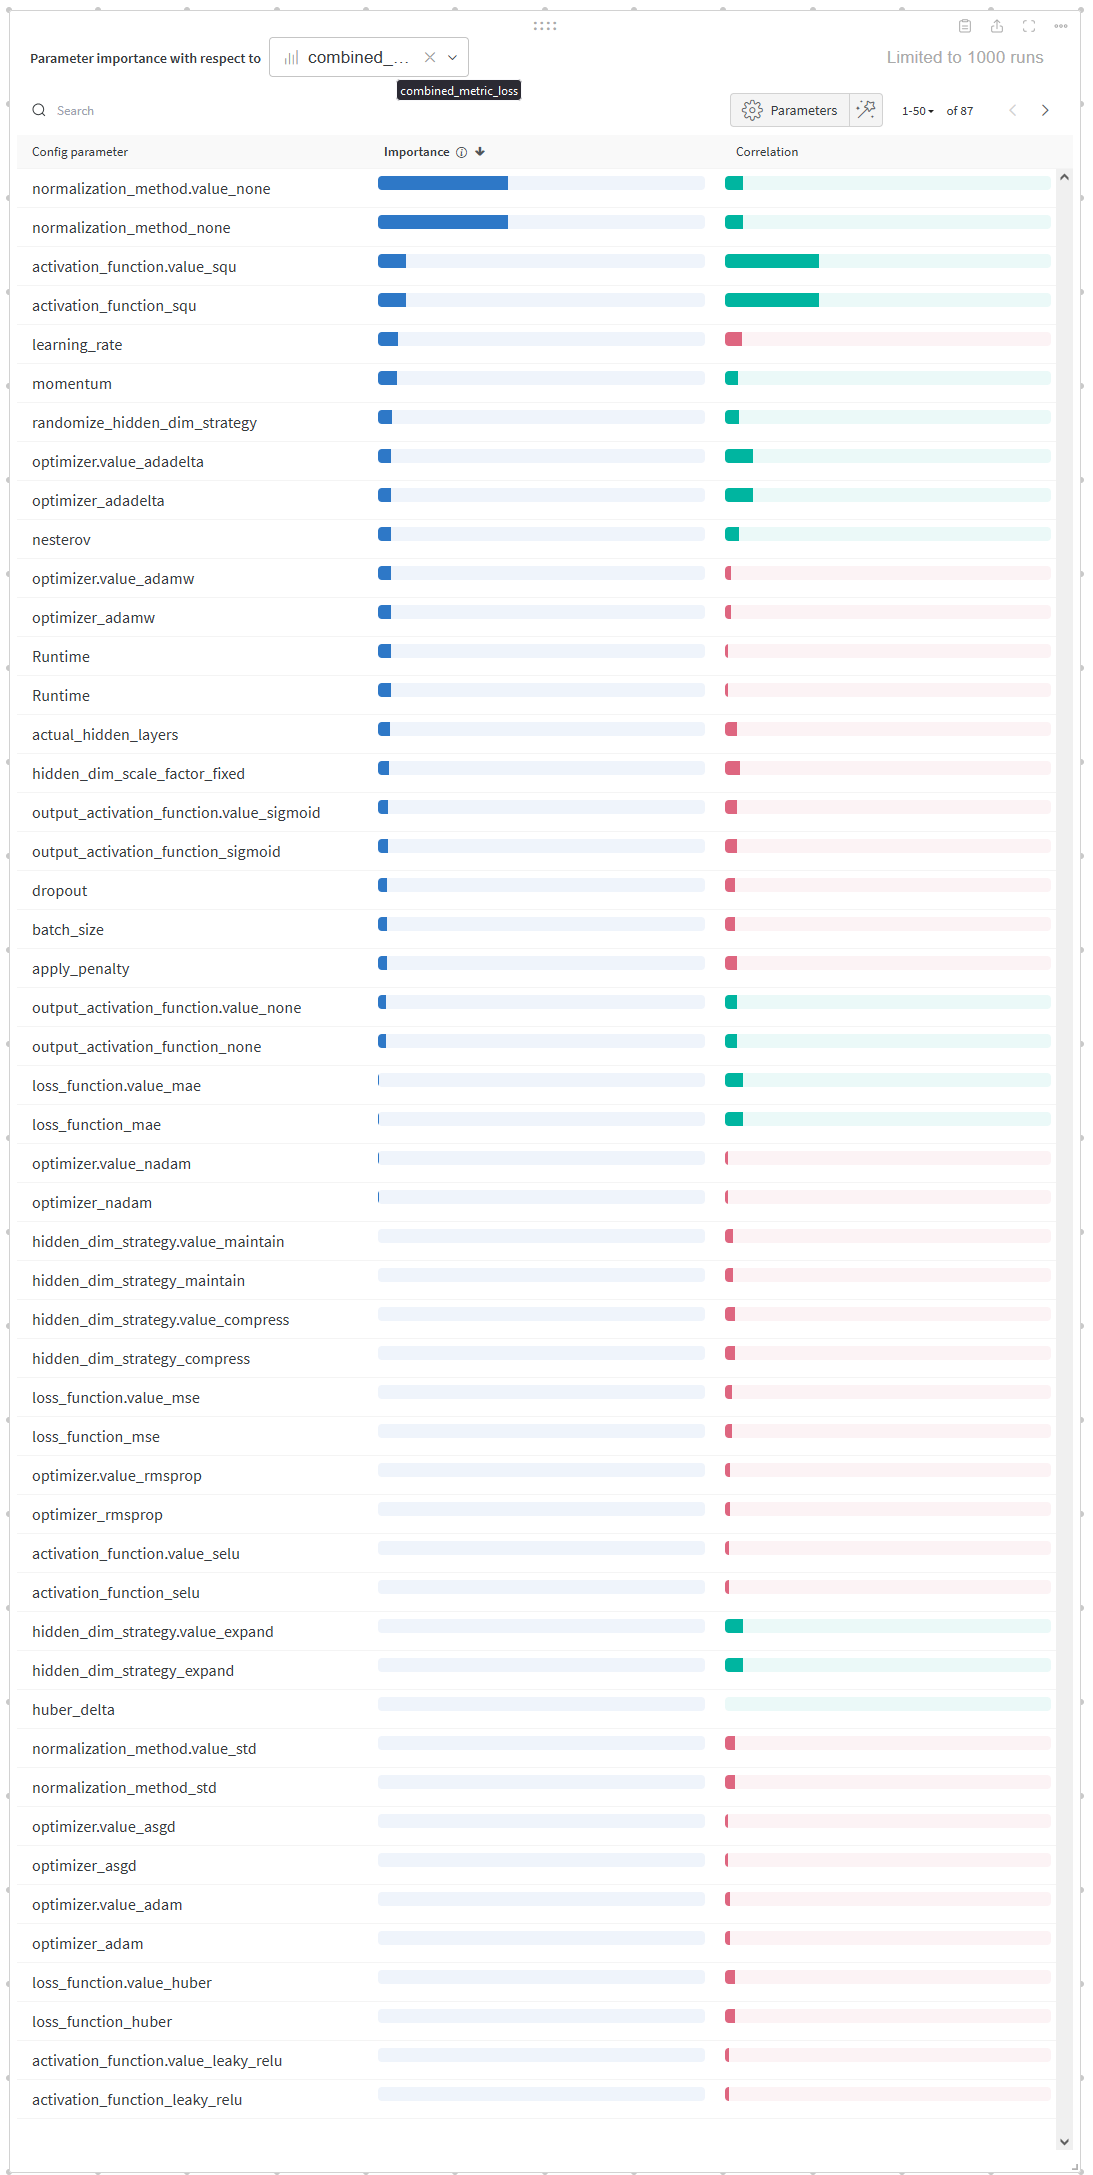 Parameter importance with respect to combined_... Limited to 1000 runs
combined_metric_loss
Search Parameters 1-50 of 87
Config parameter Importance Correlation
normalization_method.value_none
normalization_method_none
activation_function.value_squ
activation_function_squ
learning_rate
momentum
randomize_hidden_dim_strategy
optimizer.value_adadelta
optimizer_adadelta
nesterov
optimizer.value_adamw
optimizer_adamw
Runtime
Runtime
actual_hidden_layers
hidden_dim_scale_factor_fixed
output_activation_function.value_sigmoid
output_activation_function_sigmoid
dropout
batch_size
apply_penalty
output_activation_function.value_none
output_activation_function_none
loss_function.value_mae
loss_function_mae
optimizer.value_nadam
optimizer_nadam
hidden_dim_strategy.value_maintain
hidden_dim_strategy_maintain
hidden_dim_strategy.value_compress
hidden_dim_strategy_compress
loss_function.value_mse
loss_function_mse
optimizer.value_rmsprop
optimizer_rmsprop
activation_function.value_selu
activation_function_selu
hidden_dim_strategy.value_expand
hidden_dim_strategy_expand
huber_delta
normalization_method.value_std
normalization_method_std
optimizer.value_asgd
optimizer_asgd
optimizer.value_adam
optimizer_adam
loss_function.value_huber
loss_function_huber
activation_function.value_leaky_relu
activation_function_leaky_relu